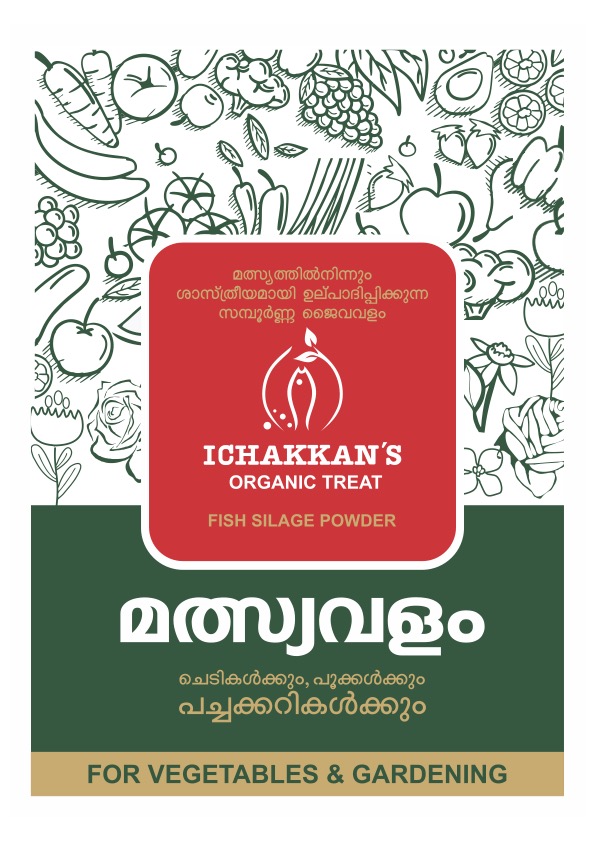 മത്സ്യത്തിൽനിന്നും
ശാസ്ത്രീയമായി ഉല്പാദിപ്പിക്കുന്ന
സമ്പൂർണ്ണ ജൈവവളം
ICHAKKAN'S
ORGANIC TREAT
FISH SILAGE POWDER
മത്സ്യവളം
ചെടികൾക്കും, പൂക്കൾക്കും
പച്ചക്കറികൾക്കും
FOR VEGETABLES & GARDENING